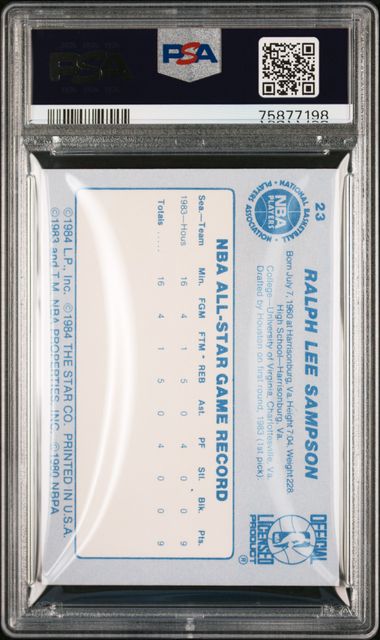 PSA
PSA
75877198
23
NATIONAL BASKETBALL
NBA
PLAYERS
PLAYERS ASSOCIATION
RALPH LEE SAMPSON
Born July 7, 1960 at Harrisonburg, Va. Height 7.04. Weight 228.
High School—Harrisonburg, Va.
College—University of Virginia, Charlottesville, Va.
Drafted by Houston on first round, 1983 (1st pick).
OFFICIAL
NBA
LICENSED
PRODUCT
®
NBA ALL-STAR GAME RECORD
Sea.—Team Min. FGM FTM* REB Ast. PF Stl. Blk. Pts.
1983—Hous 16 4 1 5 0 4 0 0 9
Totals ..... 16 4 1 5 0 4 0 0 9
©1984 L.P., Inc. ©1984 THE STAR CO. PRINTED IN U.S.A.
©1983 and T.M. NBA PROPERTIES, INC. ©1980 NBPA